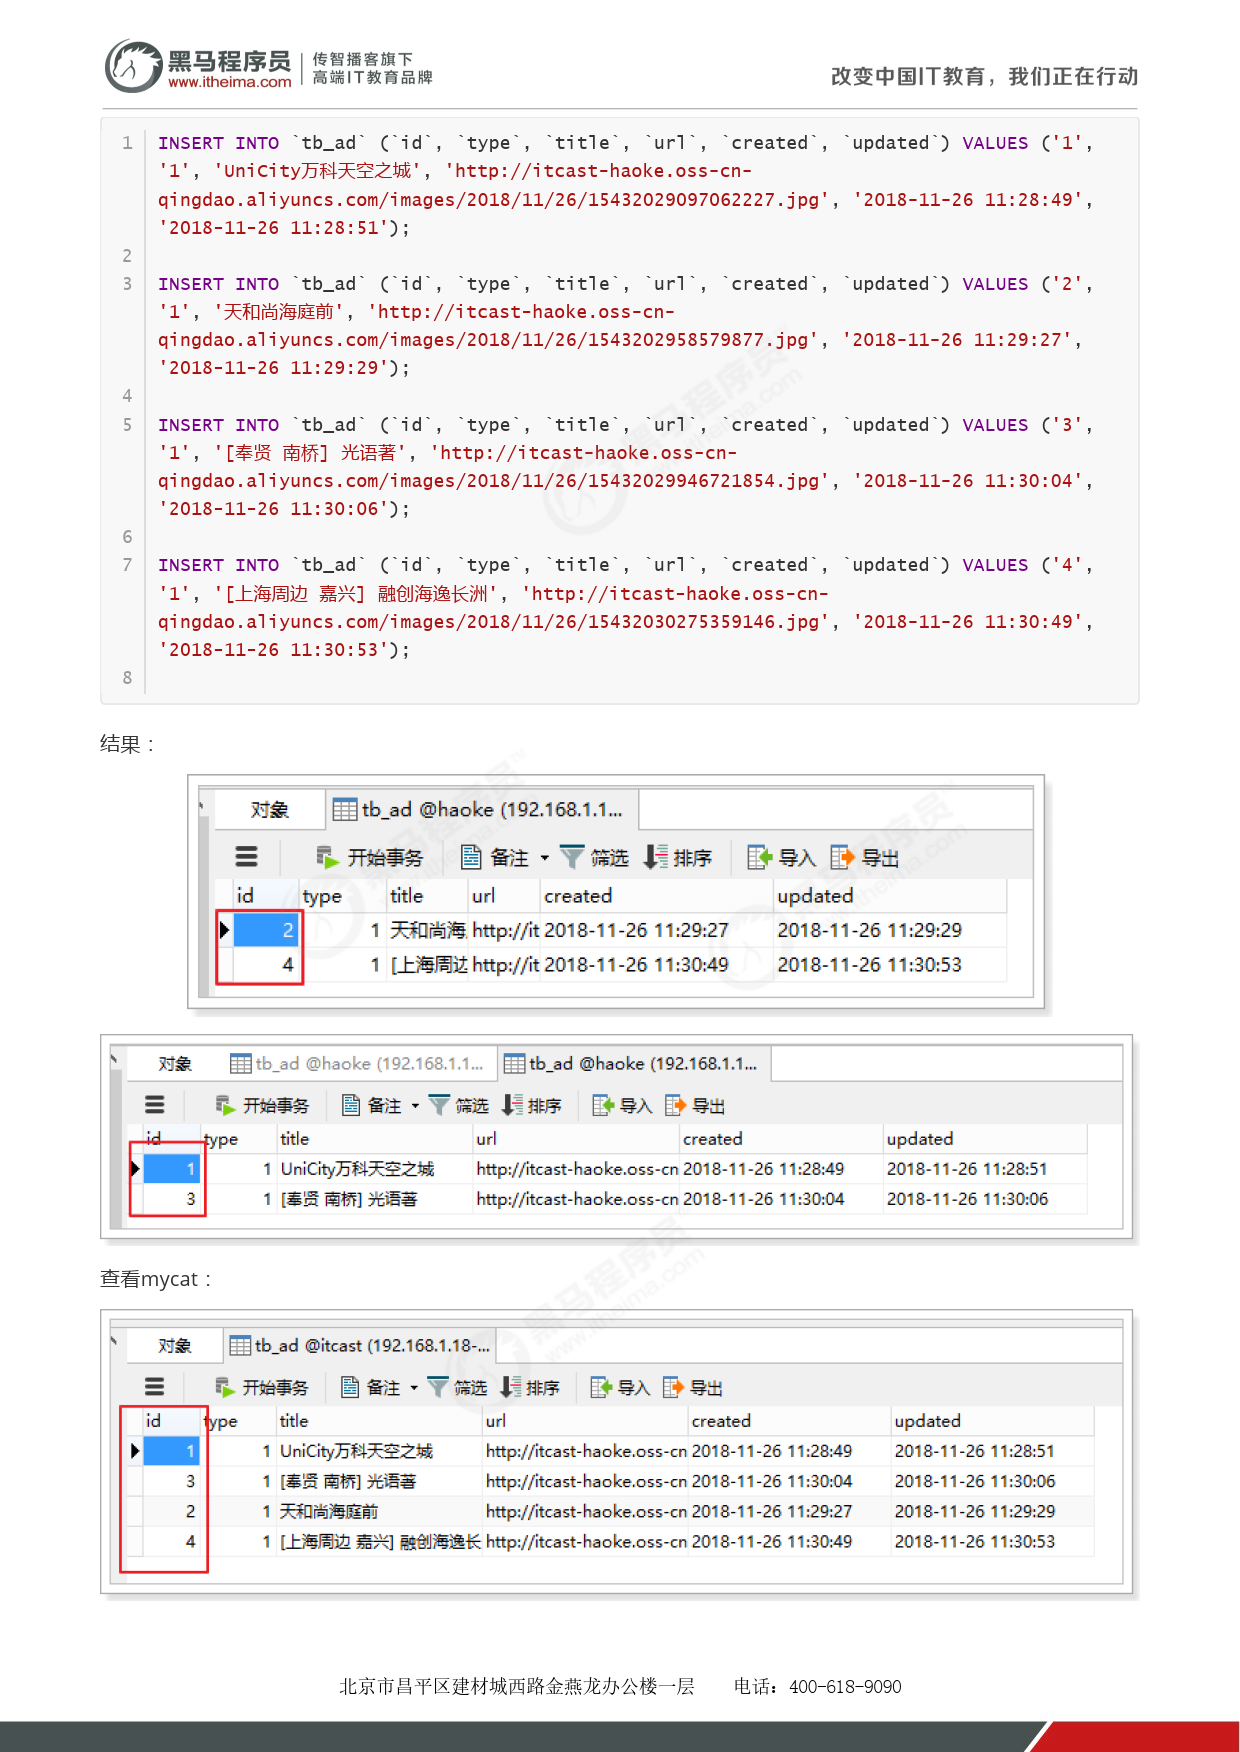 黑马程序员
www.itheima.com
传智播客旗下
高端IT教育品牌
改变中国IT教育，我们正在行动
1 INSERT INTO `tb_ad` (`id`, `type`, `title`, `url`, `created`, `updated`) VALUES ('1',
'1', 'UniCity万科天空之城', 'http://itcast-haoke.oss-cn-
qingdao.aliyuncs.com/images/2018/11/26/15432029097062227.jpg', '2018-11-26 11:28:49',
'2018-11-26 11:28:51');
2
3 INSERT INTO `tb_ad` (`id`, `type`, `title`, `url`, `created`, `updated`) VALUES ('2',
'1', '天和尚海庭前', 'http://itcast-haoke.oss-cn-
qingdao.aliyuncs.com/images/2018/11/26/1543202958579877.jpg', '2018-11-26 11:29:27',
'2018-11-26 11:29:29');
4
5 INSERT INTO `tb_ad` (`id`, `type`, `title`, `url`, `created`, `updated`) VALUES ('3',
'1', '[奉贤 南桥] 光语著', 'http://itcast-haoke.oss-cn-
qingdao.aliyuncs.com/images/2018/11/26/15432029946721854.jpg', '2018-11-26 11:30:04',
'2018-11-26 11:30:06');
6
7 INSERT INTO `tb_ad` (`id`, `type`, `title`, `url`, `created`, `updated`) VALUES ('4',
'1', '[上海周边 嘉兴] 融创海逸长洲', 'http://itcast-haoke.oss-cn-
qingdao.aliyuncs.com/images/2018/11/26/15432030275359146.jpg', '2018-11-26 11:30:49',
'2018-11-26 11:30:53');
8
结果：
对象 tb_ad @haoke (192.168.1.1...
开始事务 备注 筛选 排序 导入 导出
id type title url created updated
2 1 天和尚海 http://it 2018-11-26 11:29:27 2018-11-26 11:29:29
4 1 [上海周边 http://it 2018-11-26 11:30:49 2018-11-26 11:30:53
对象 tb_ad @haoke (192.168.1.1... tb_ad @haoke (192.168.1.1...
开始事务 备注 筛选 排序 导入 导出
id type title url created updated
1 1 UniCity万科天空之城 http://itcast-haoke.oss-cn 2018-11-26 11:28:49 2018-11-26 11:28:51
3 1 [奉贤 南桥] 光语著 http://itcast-haoke.oss-cn 2018-11-26 11:30:04 2018-11-26 11:30:06
查看mycat：
对象 tb_ad @itcast (192.168.1.18-...
开始事务 备注 筛选 排序 导入 导出
id type title url created updated
1 1 UniCity万科天空之城 http://itcast-haoke.oss-cn 2018-11-26 11:28:49 2018-11-26 11:28:51
3 1 [奉贤 南桥] 光语著 http://itcast-haoke.oss-cn 2018-11-26 11:30:04 2018-11-26 11:30:06
2 1 天和尚海庭前 http://itcast-haoke.oss-cn 2018-11-26 11:29:27 2018-11-26 11:29:29
4 1 [上海周边 嘉兴] 融创海逸长 http://itcast-haoke.oss-cn 2018-11-26 11:30:49 2018-11-26 11:30:53
北京市昌平区建材城西路金燕龙办公楼一层 电话：400-618-9090